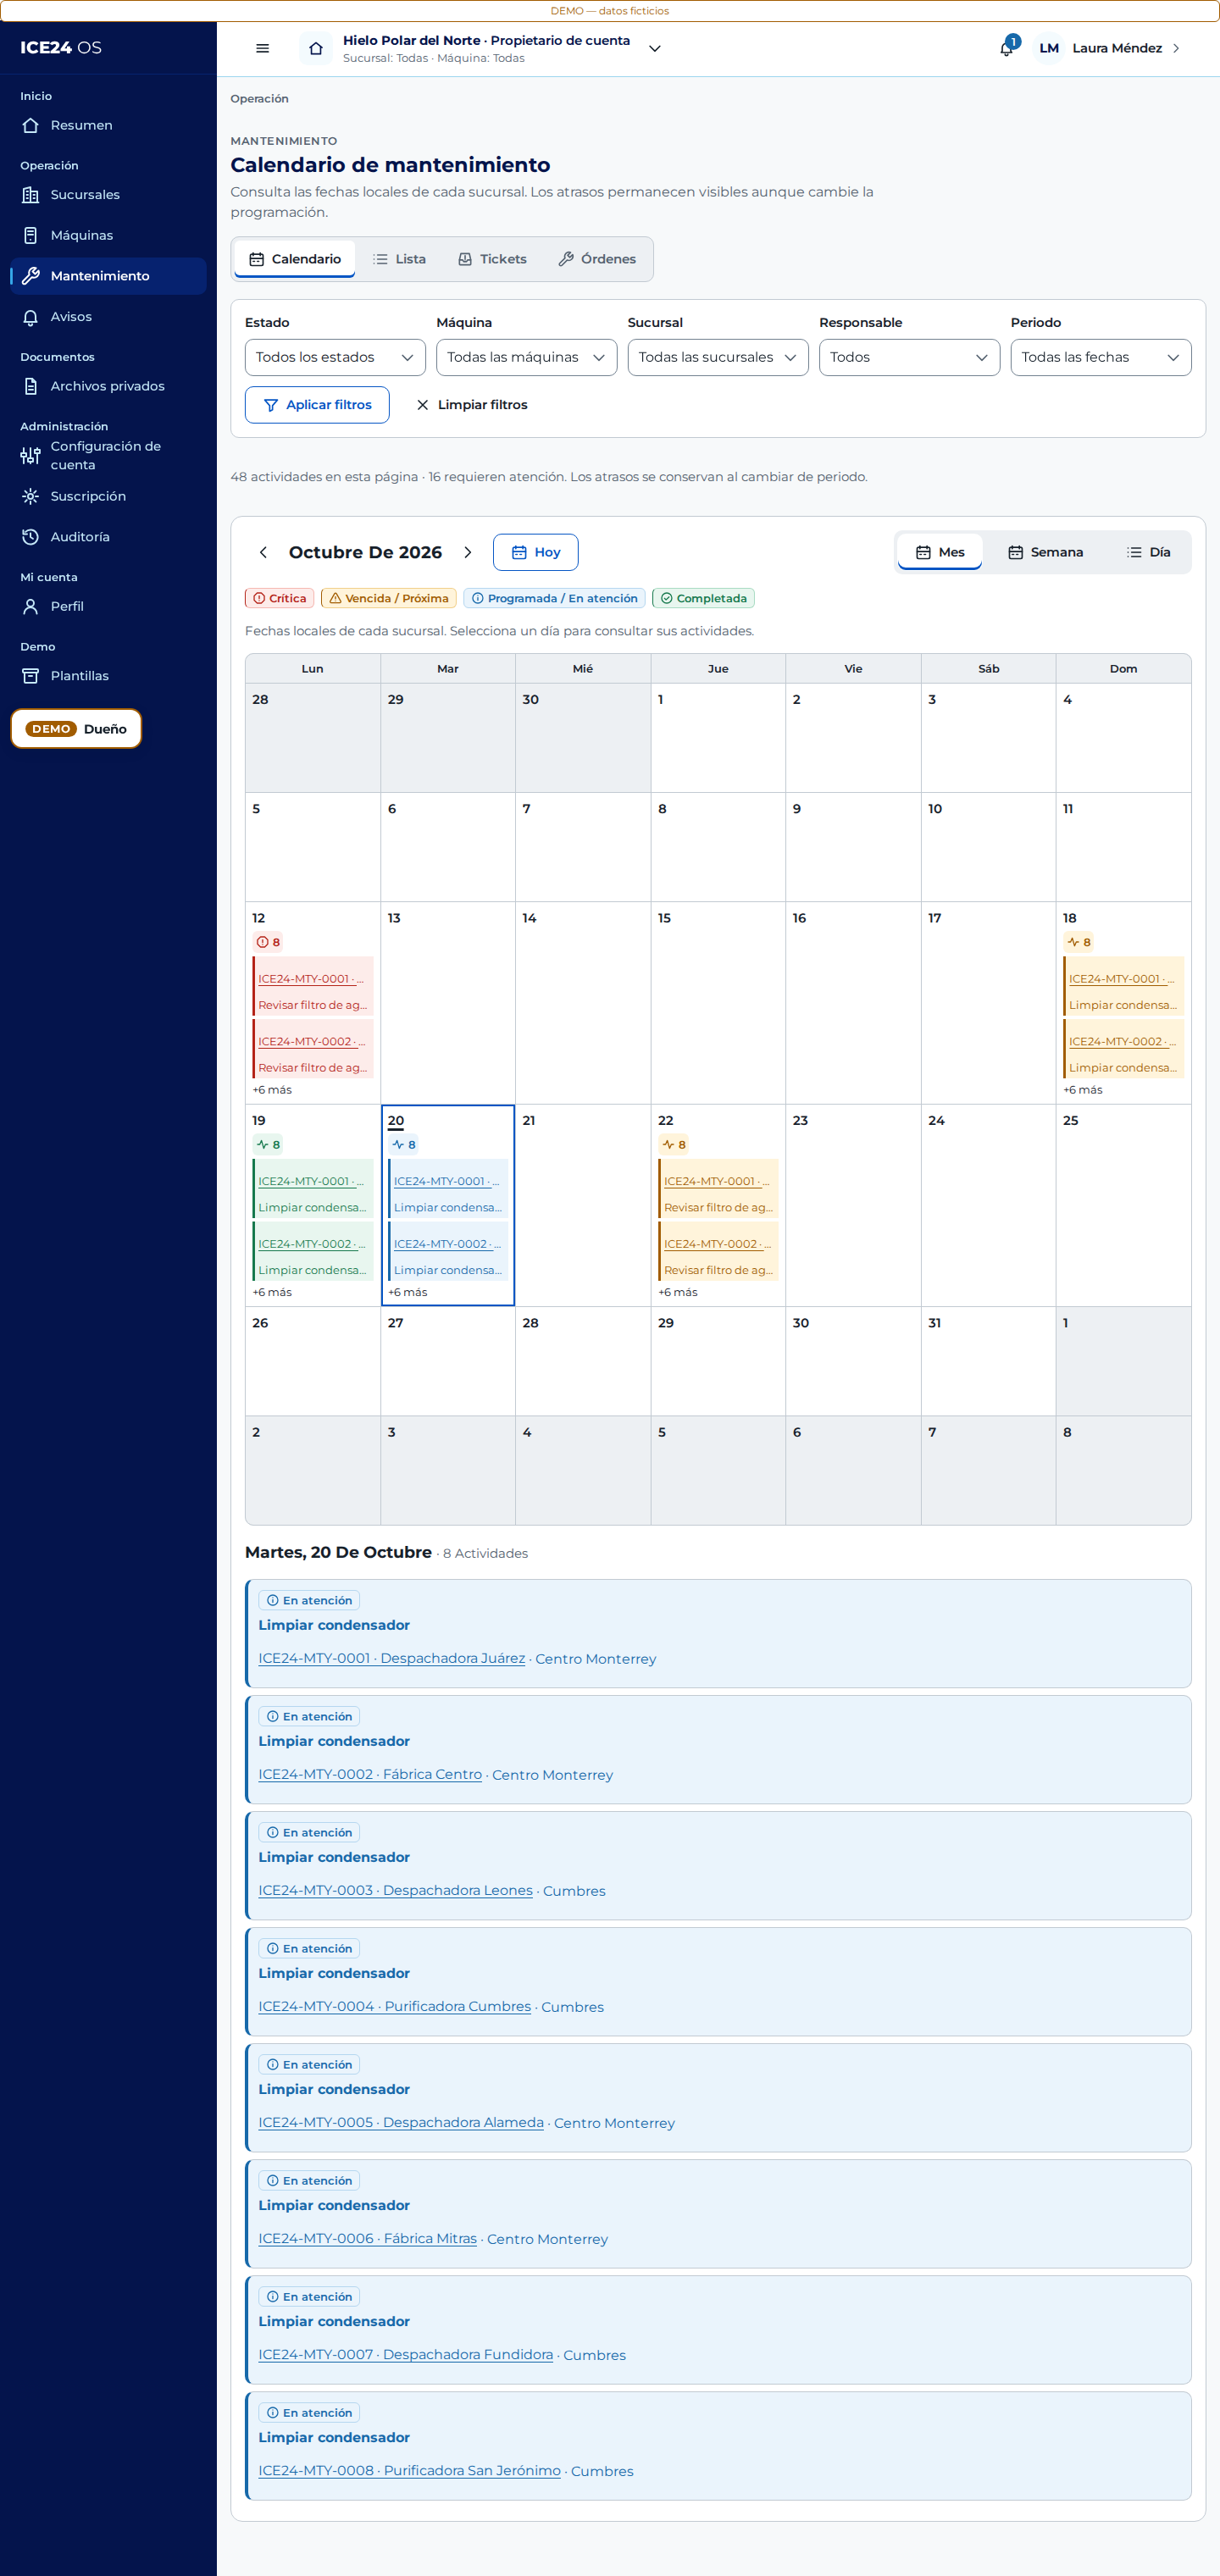 DEMO — datos ficticios
ICE24 OS
Inicio
Resumen
Operación
Sucursales
Máquinas
Mantenimiento
Avisos
Documentos
Archivos privados
Administración
Configuración de
cuenta
Suscripción
Auditoría
Mi cuenta
Perfil
Demo
Plantillas
DEMO Dueño
Hielo Polar del Norte · Propietario de cuenta
Sucursal: Todas · Máquina: Todas
1
LM Laura Méndez
Operación
MANTENIMIENTO
Calendario de mantenimiento
Consulta las fechas locales de cada sucursal. Los atrasos permanecen visibles aunque cambie la
programación.
Calendario Lista Tickets Órdenes
Estado Máquina Sucursal Responsable Periodo
Todos los estados Todas las máquinas Todas las sucursales Todos Todas las fechas
Aplicar filtros Limpiar filtros
48 actividades en esta página · 16 requieren atención. Los atrasos se conservan al cambiar de periodo.
Octubre De 2026 Hoy Mes Semana Día
Crítica Vencida / Próxima Programada / En atención Completada
Fechas locales de cada sucursal. Selecciona un día para consultar sus actividades.
Lun Mar Mié Jue Vie Sáb Dom
28 29 30 1 2 3 4
5 6 7 8 9 10 11
12 13 14 15 16 17 18
8 8
ICE24-MTY-0001 · ... ICE24-MTY-0001 · ...
Revisar filtro de ag... Limpiar condensa...
ICE24-MTY-0002 · ... ICE24-MTY-0002 · ...
Revisar filtro de ag... Limpiar condensa...
+6 más +6 más
19 20 21 22 23 24 25
8 8 8
ICE24-MTY-0001 · ... ICE24-MTY-0001 · ... ICE24-MTY-0001 · ...
Limpiar condensa... Limpiar condensa... Revisar filtro de ag...
ICE24-MTY-0002 · ... ICE24-MTY-0002 · ... ICE24-MTY-0002 · ...
Limpiar condensa... Limpiar condensa... Revisar filtro de ag...
+6 más +6 más +6 más
26 27 28 29 30 31 1
2 3 4 5 6 7 8
Martes, 20 De Octubre · 8 Actividades
En atención
Limpiar condensador
ICE24-MTY-0001 · Despachadora Juárez · Centro Monterrey
En atención
Limpiar condensador
ICE24-MTY-0002 · Fábrica Centro · Centro Monterrey
En atención
Limpiar condensador
ICE24-MTY-0003 · Despachadora Leones · Cumbres
En atención
Limpiar condensador
ICE24-MTY-0004 · Purificadora Cumbres · Cumbres
En atención
Limpiar condensador
ICE24-MTY-0005 · Despachadora Alameda · Centro Monterrey
En atención
Limpiar condensador
ICE24-MTY-0006 · Fábrica Mitras · Centro Monterrey
En atención
Limpiar condensador
ICE24-MTY-0007 · Despachadora Fundidora · Cumbres
En atención
Limpiar condensador
ICE24-MTY-0008 · Purificadora San Jerónimo · Cumbres